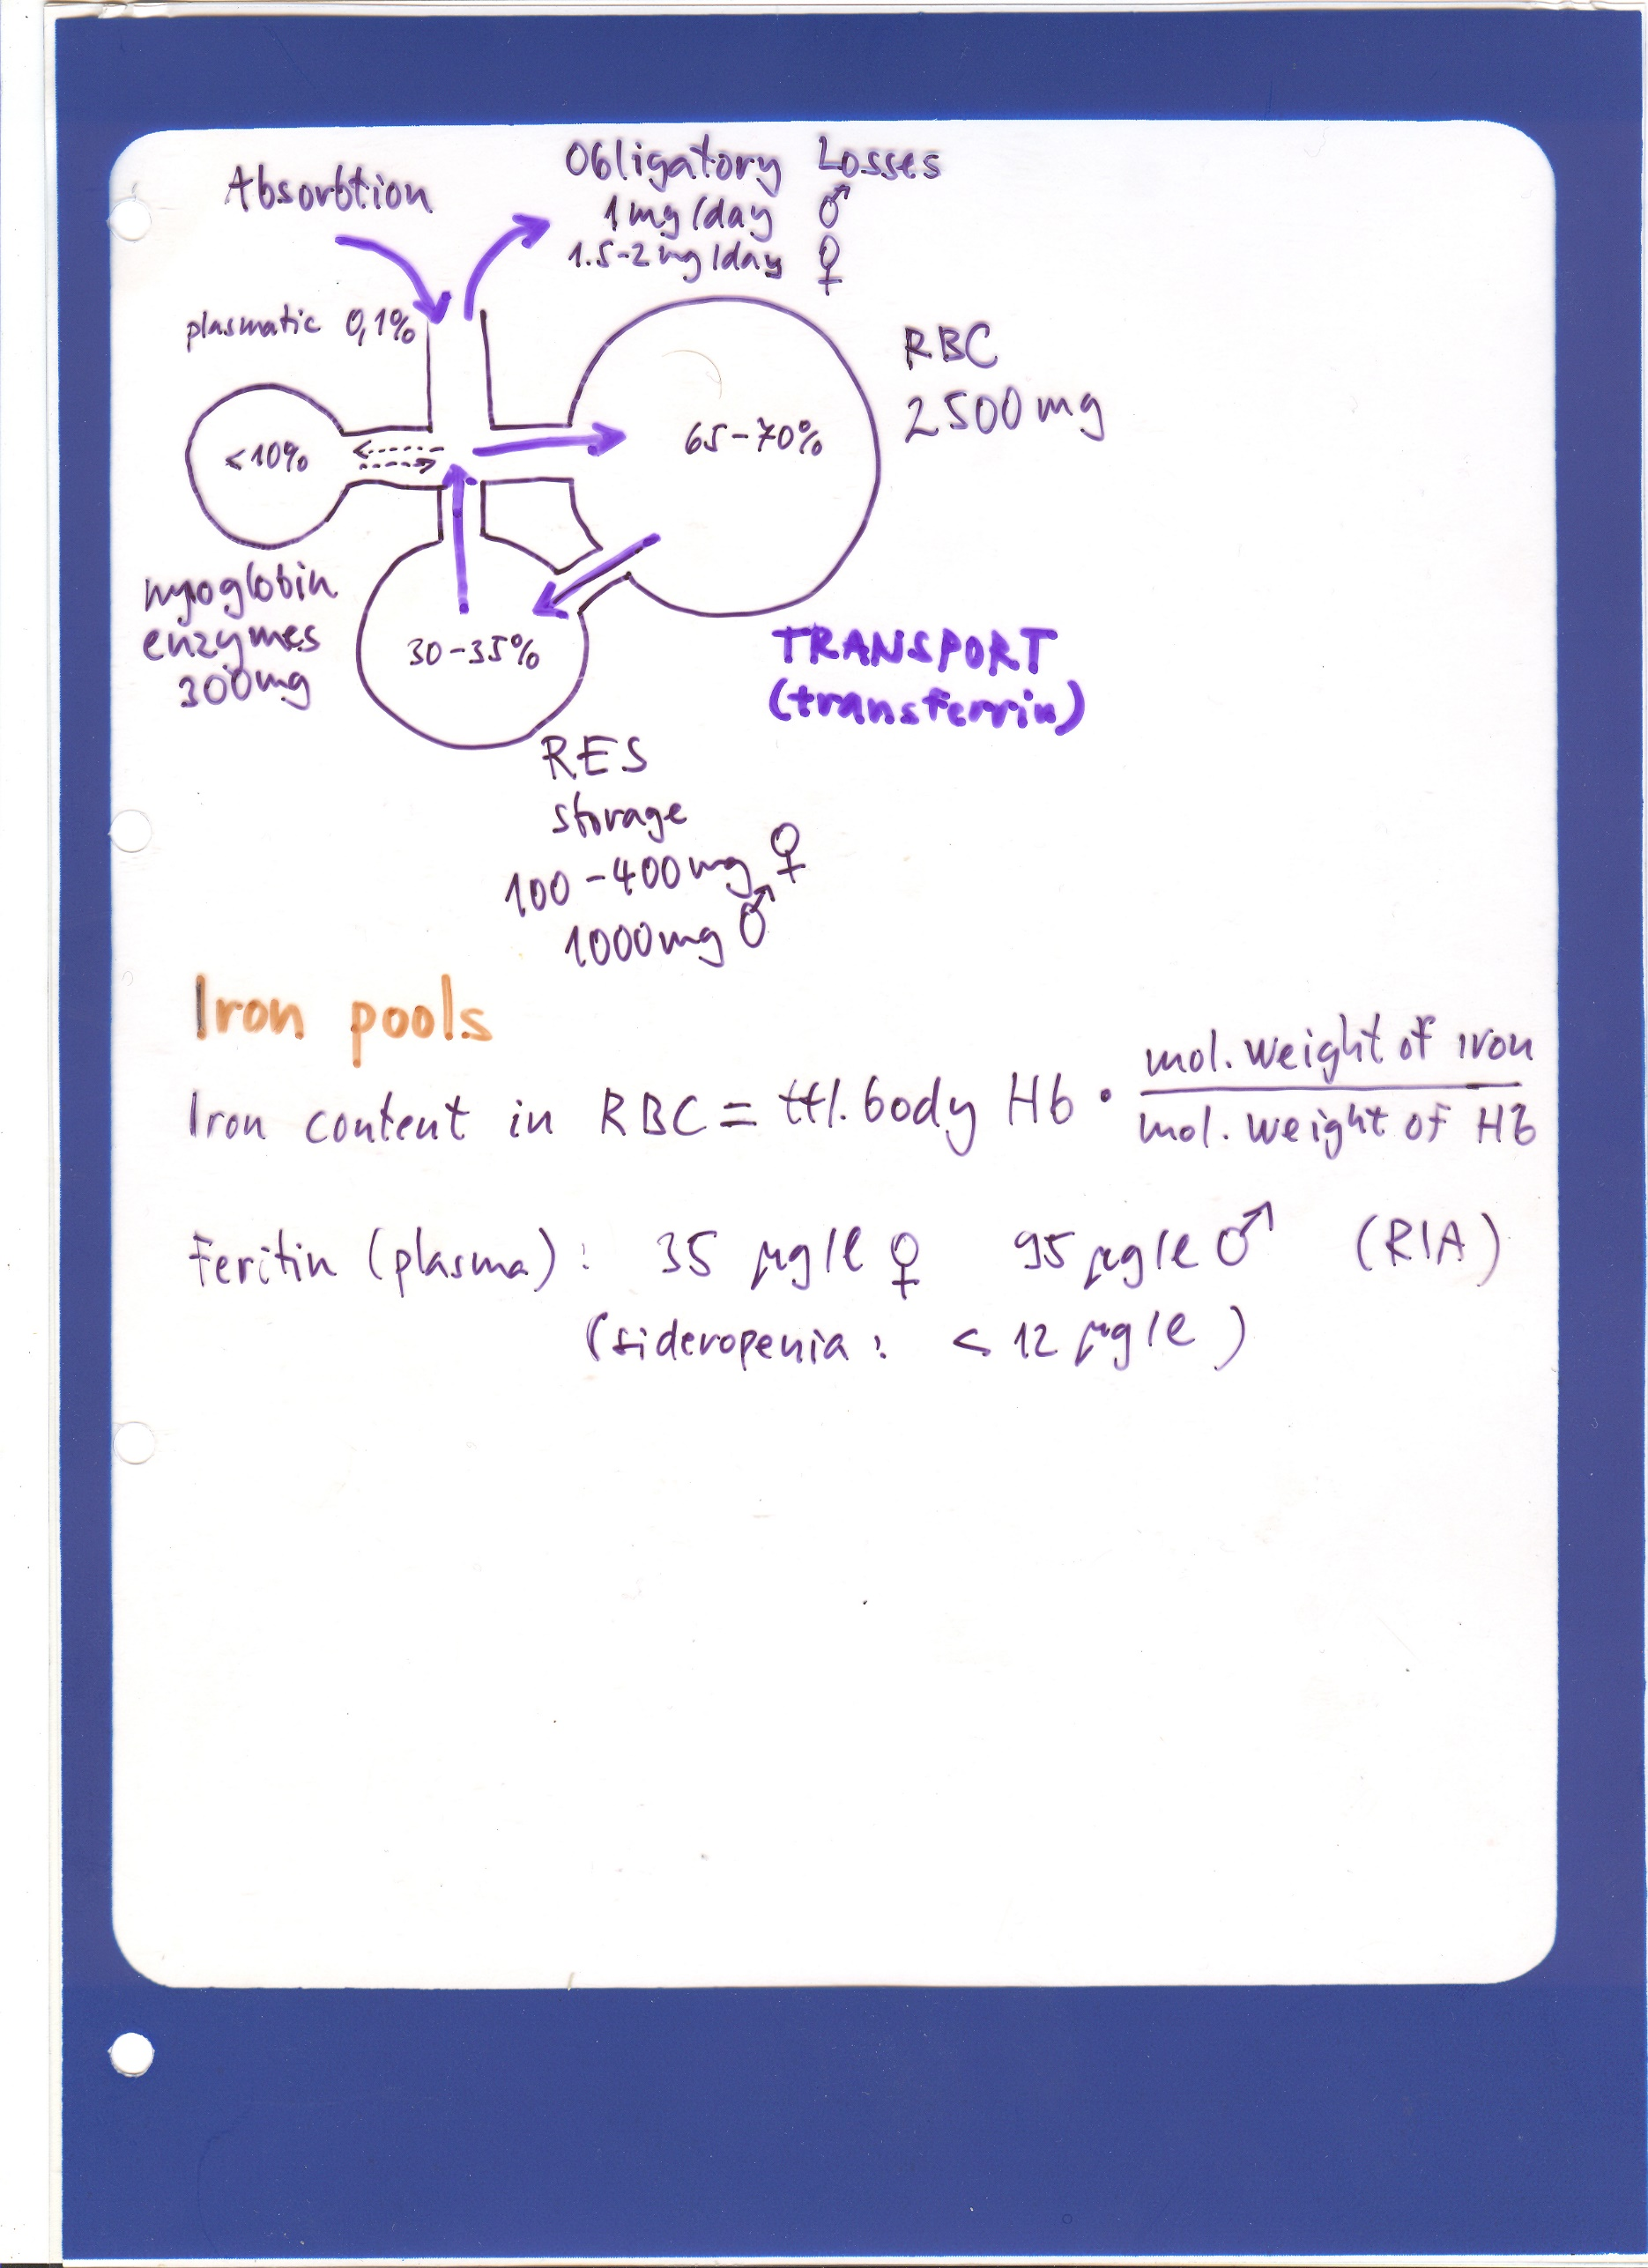 Absorbtion
Obligatory Losses
1mg/day ♂
1.5-2mg/day ♀
plasmatic 0,1%
RBC
2500mg
<10%
65-70%
myoglobin
enzymes
300mg
30-35%
TRANSPORT
(transferrin)
RES
storage
100-400mg ♀
1000mg ♂
Iron pools
Iron content in RBC = ttl. body Hb · mol. weight of iron
mol. weight of Hb
Feritin (plasma): 35 µg/l ♀ 95 µg/l ♂ (RIA)
(sideropenia: < 12 µg/l)